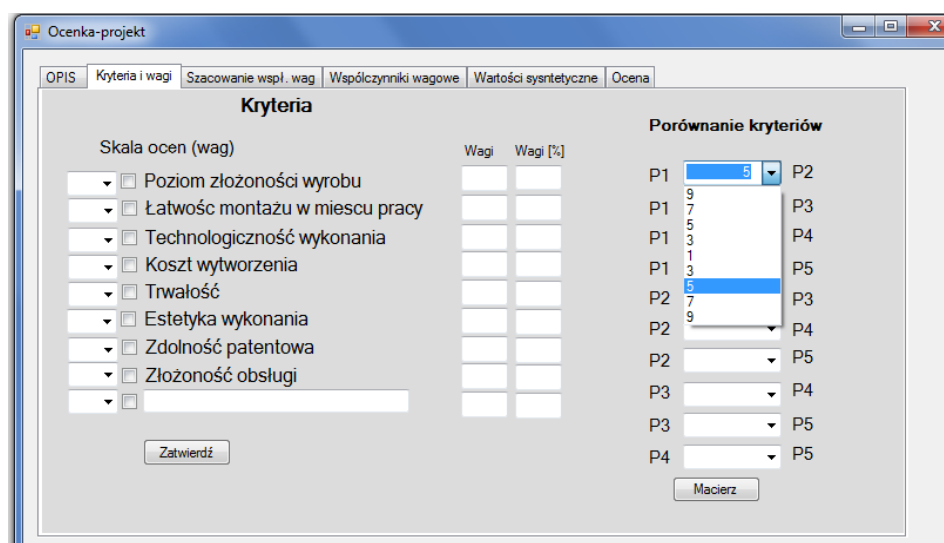 Ocenka-projekt
OPIS Kryteria i wagi Szacowanie wspł. wag Wspólczynniki wagowe Wartości sysntetyczne Ocena
Kryteria
Porównanie kryteriów
Skala ocen (wag) Wagi Wagi [%]
Poziom złożoności wyrobu
Łatwośc montażu w miescu pracy
Technologiczność wykonania
Koszt wytworzenia
Trwałość
Estetyka wykonania
Zdolność patentowa
Złożoność obsługi
Zatwierdź
P1 5 P2
9
7
P1 P3
5
P1 3 P4
1
P1 3 P5
5
P2 7 P3
9
P2 P4
P2 P5
P3 P4
P3 P5
P4 P5
Macierz